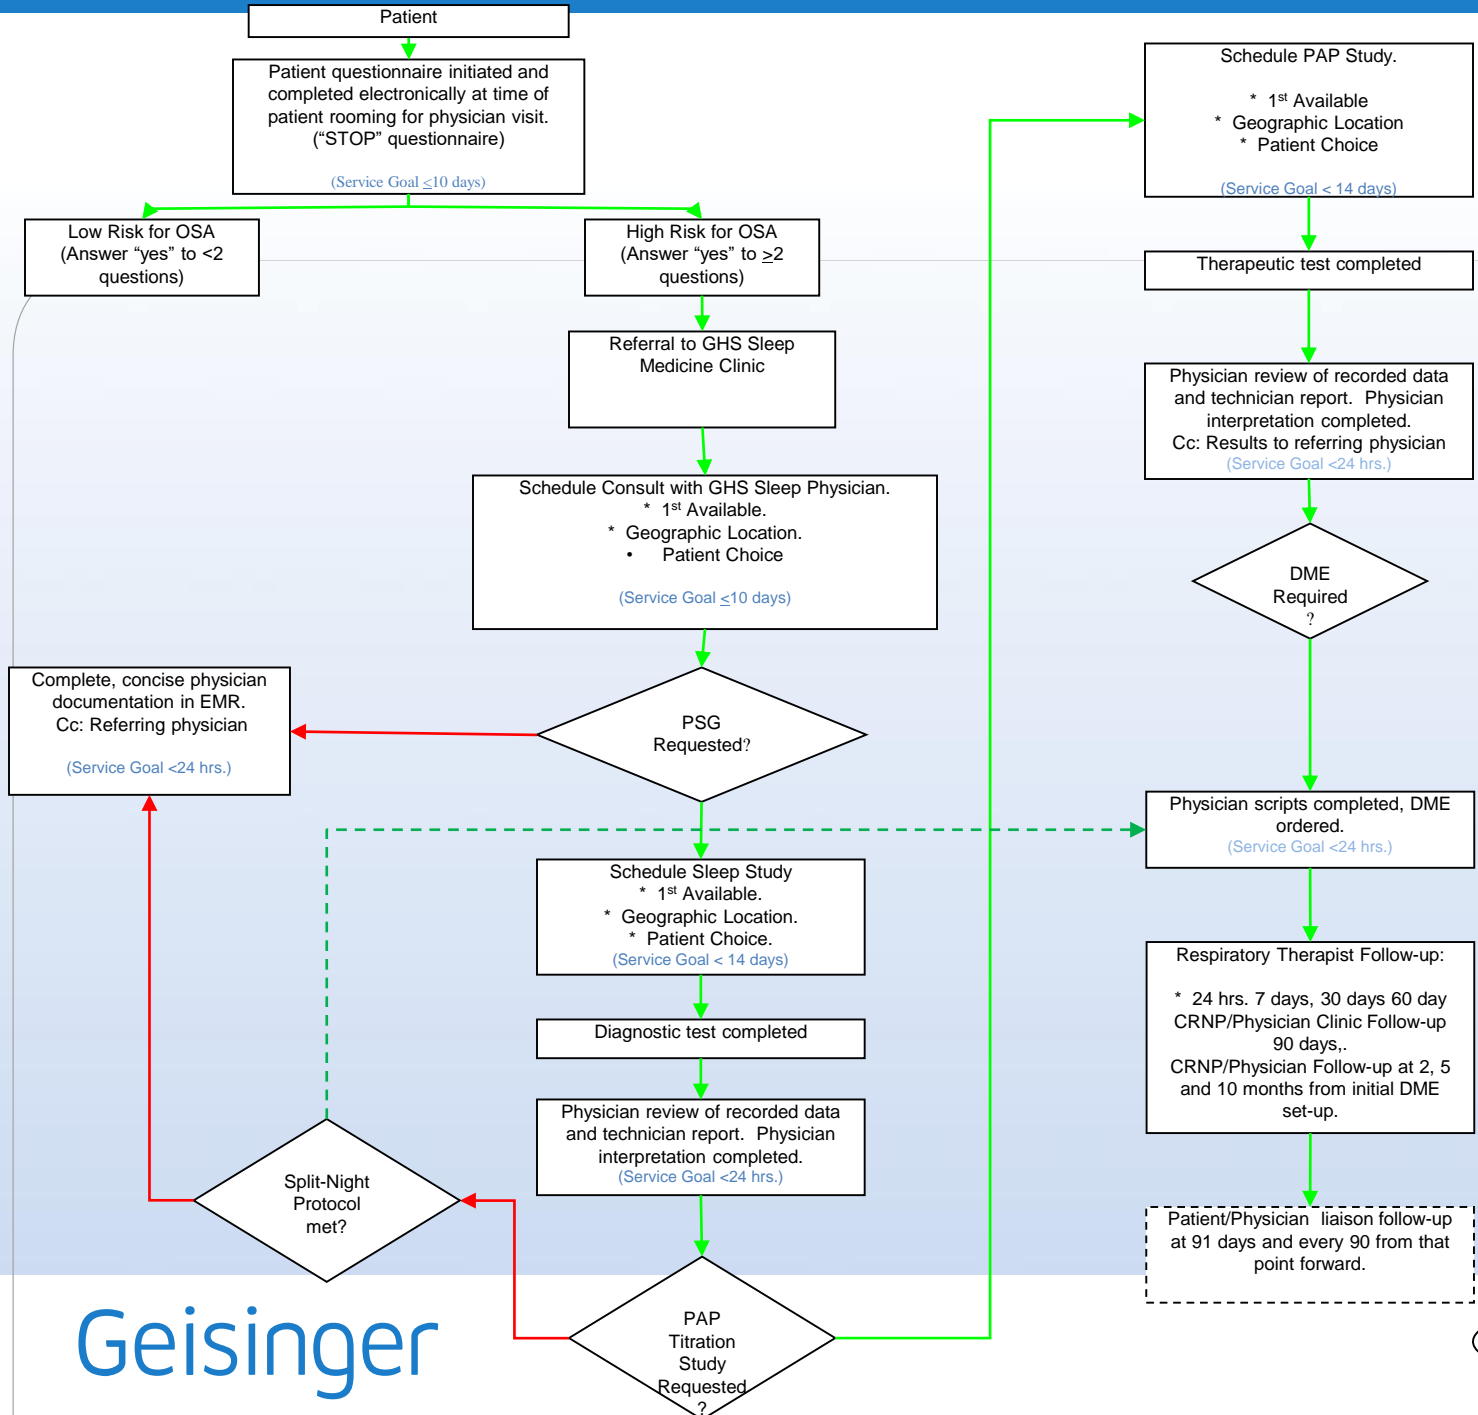 Patient
Patient questionnaire initiated and
completed electronically at time of
patient rooming for physician visit.
(“STOP” questionnaire)
(Service Goal ≤10 days)
Low Risk for OSA
(Answer “yes” to <2
questions)
High Risk for OSA
(Answer “yes” to ≥2
questions)
Referral to GHS Sleep
Medicine Clinic
Schedule Consult with GHS Sleep Physician.
* 1st Available.
* Geographic Location.
• Patient Choice
(Service Goal ≤10 days)
PSG
Requested?
Complete, concise physician
documentation in EMR.
Cc: Referring physician
(Service Goal <24 hrs.)
Schedule Sleep Study
* 1st Available.
* Geographic Location.
* Patient Choice.
(Service Goal < 14 days)
Diagnostic test completed
Physician review of recorded data
and technician report. Physician
interpretation completed.
(Service Goal <24 hrs.)
Split-Night
Protocol
met?
PAP
Titration
Study
Requested
?
Schedule PAP Study.
* 1st Available
* Geographic Location
* Patient Choice
(Service Goal < 14 days)
Therapeutic test completed
Physician review of recorded data
and technician report. Physician
interpretation completed.
Cc: Results to referring physician
(Service Goal <24 hrs.)
DME
Required
?
Physician scripts completed, DME
ordered.
(Service Goal <24 hrs.)
Respiratory Therapist Follow-up:
* 24 hrs. 7 days, 30 days 60 day
CRNP/Physician Clinic Follow-up
90 days,.
CRNP/Physician Follow-up at 2, 5
and 10 months from initial DME
set-up.
Patient/Physician liaison follow-up
at 91 days and every 90 from that
point forward.
Geisinger